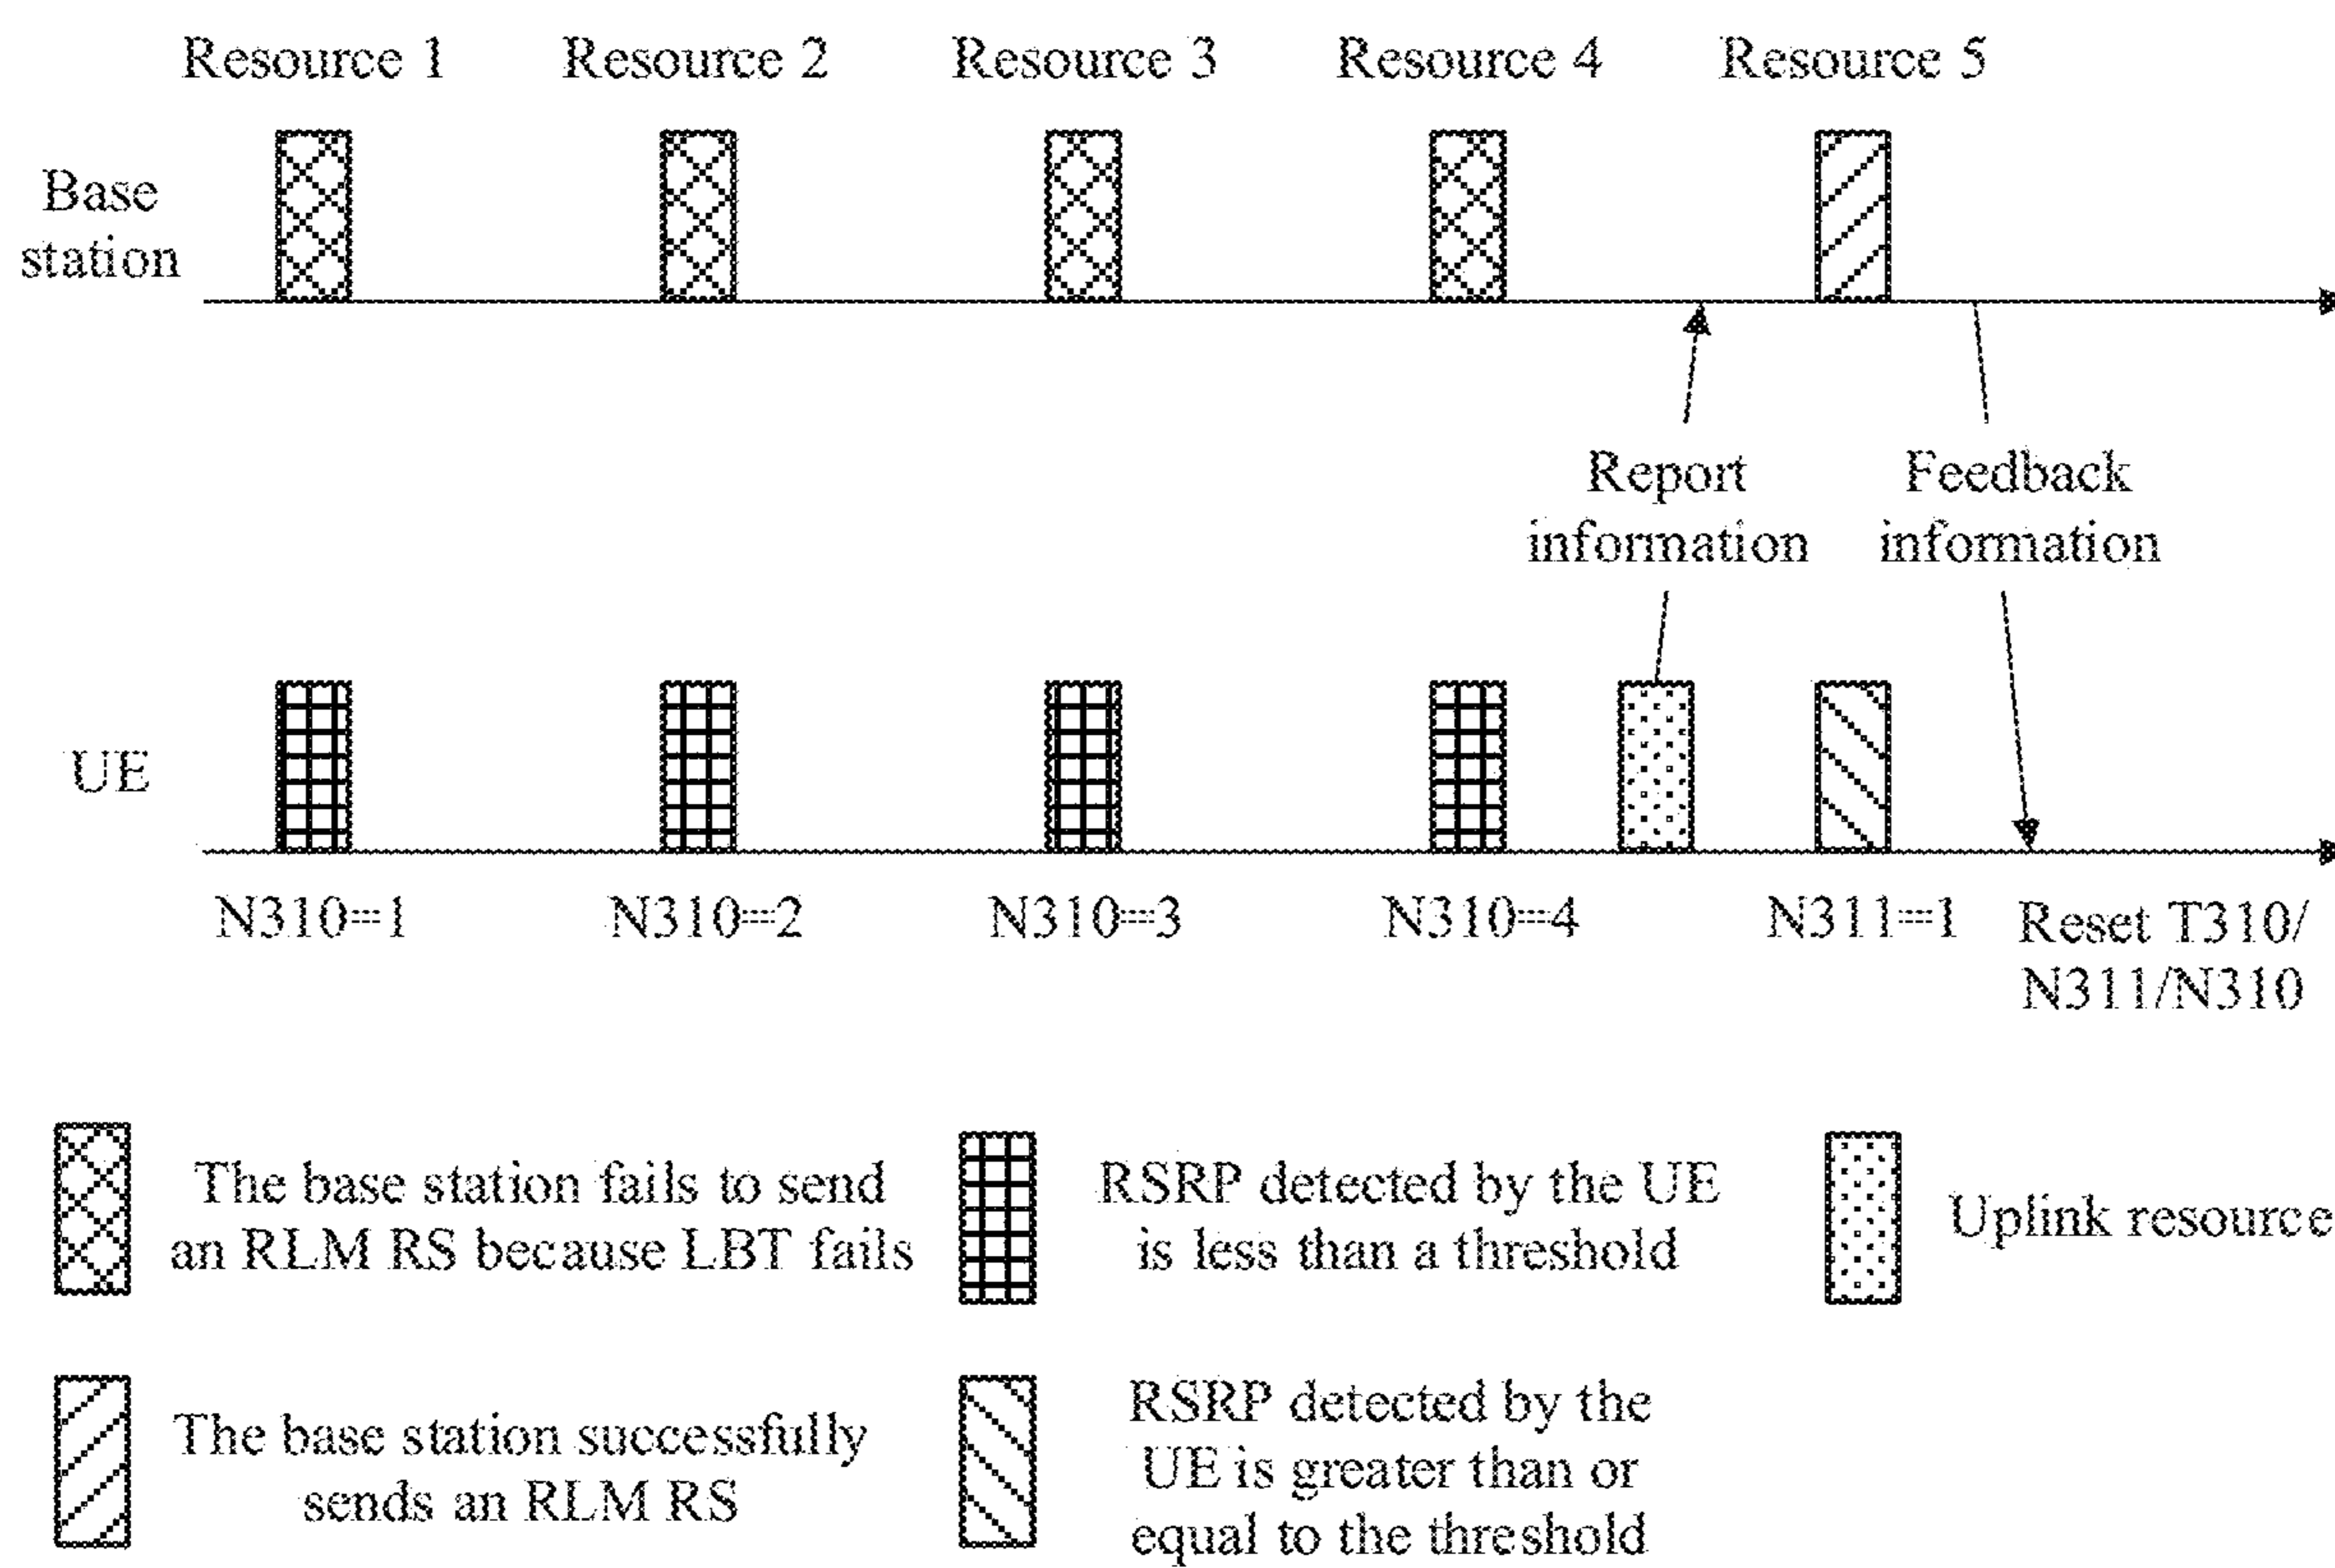 Resource 1
Resource 2
Resource 3
Resource 4
Resource 5
Base
station
Report
information
Feedback
information
UE
N310=1
N310=2
N310=3
N310=4
N311=1
Reset T310/
N311/N310
The base station fails to send
an RLM RS because LBT fails
RSRP detected by the UE
is less than a threshold
Uplink resource
The base station successfully
sends an RLM RS
RSRP detected by the
UE is greater than or
equal to the threshold